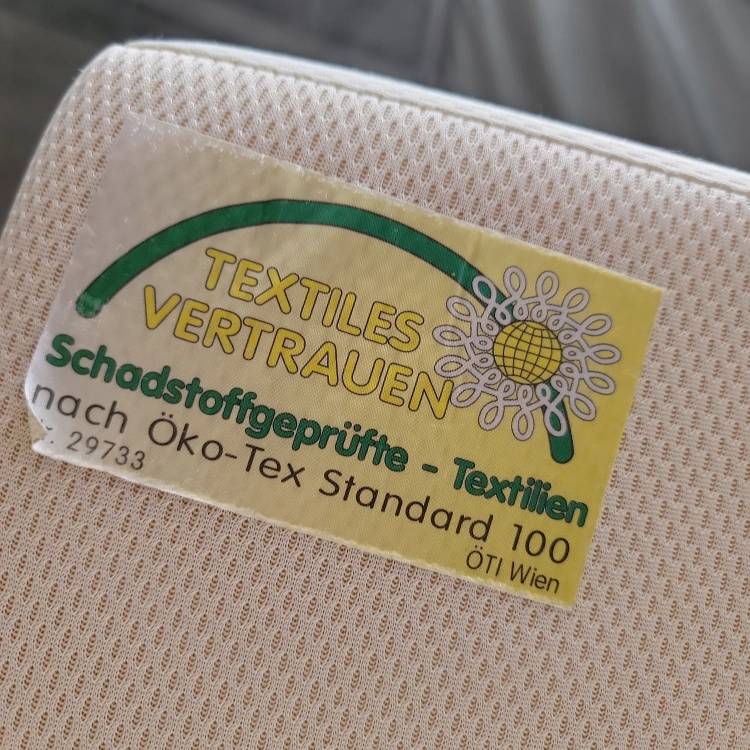 TEXTILES
VERTRAUEN
Schadstoffgeprüfte - Textilien
nach Öko-Tex Standard 100
29733
ÖTI Wien